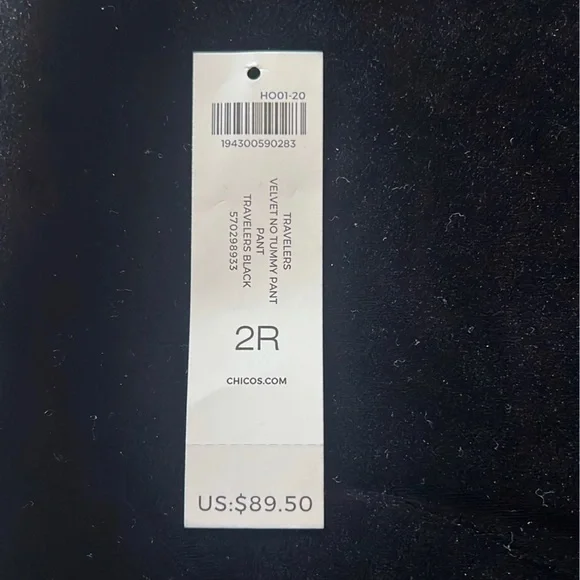 HO01-20
194300590283
TRAVELERS
VELVET NO TUMMY PANT
PANT
TRAVELERS BLACK
570298933
2R
CHICOS.COM
US:$89.50